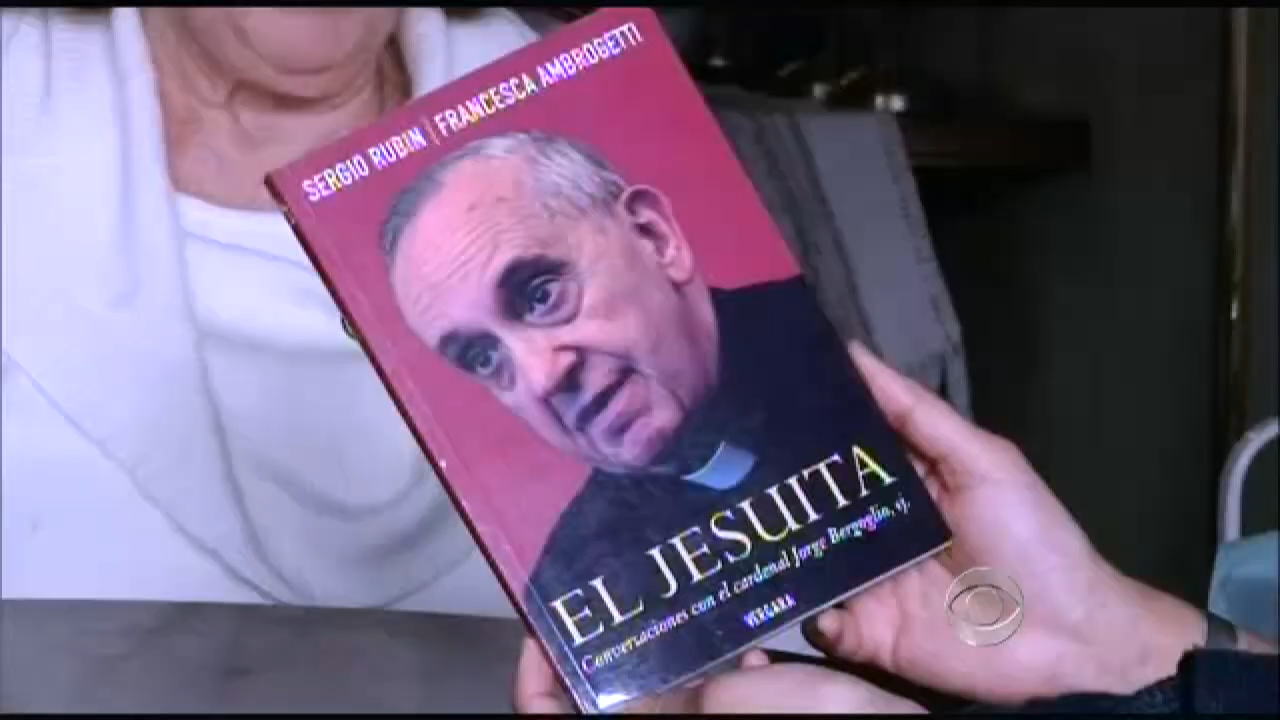 SERGIO RUBIN | FRANCESCA AMBROGETTI
EL JESUITA
Conversaciones con el cardenal Jorge Bergoglio, sj.
VERGARA